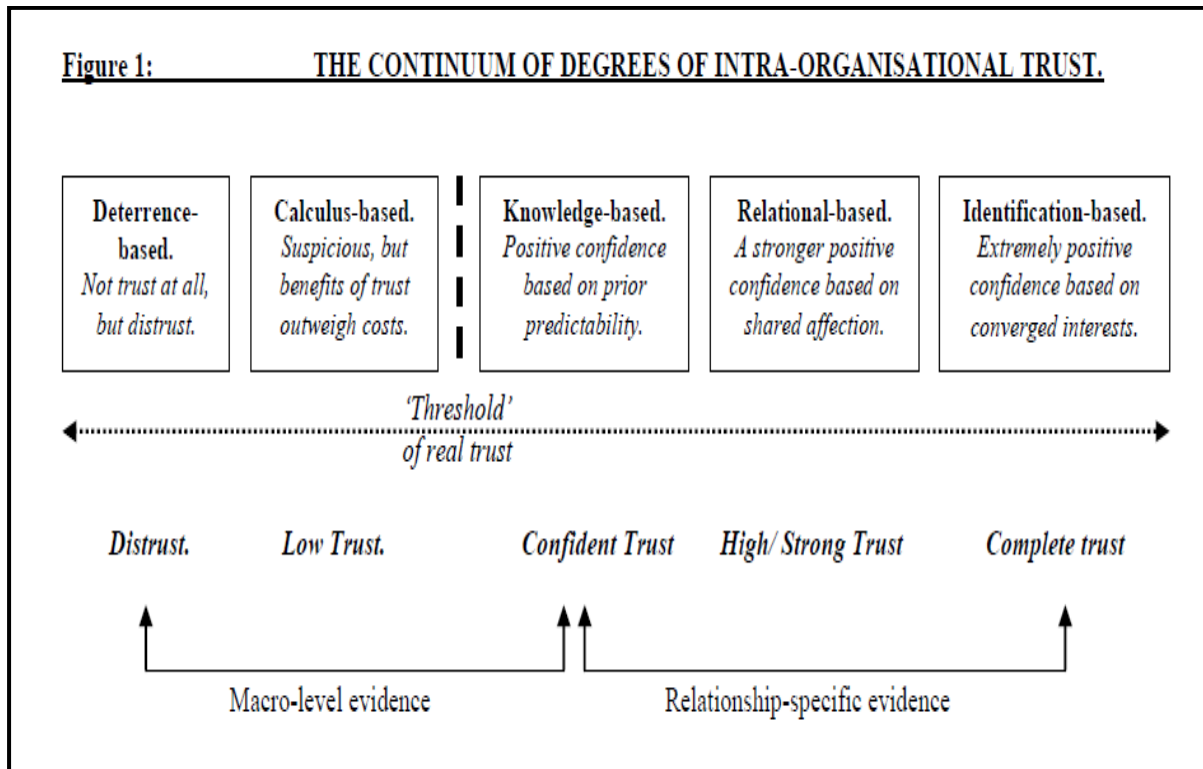 Figure 1: THE CONTINUUM OF DEGREES OF INTRA-ORGANISATIONAL TRUST.
Deterrence-
based.
Not trust at all,
but distrust.
Calculus-based.
Suspicious, but
benefits of trust
outweigh costs.
Knowledge-based.
Positive confidence
based on prior
predictability.
Relational-based.
A stronger positive
confidence based on
shared affection.
Identification-based.
Extremely positive
confidence based on
converged interests.
‘Threshold’
of real trust
Distrust.
Low Trust.
Confident Trust
High/ Strong Trust
Complete trust
Macro-level evidence
Relationship-specific evidence